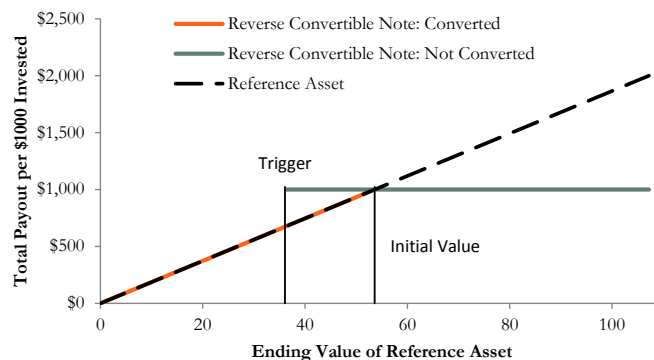 $2,500
$2,000
$1,500
$1,000
$500
$0
Total Payout per $1000 Invested
Reverse Convertible Note: Converted
Reverse Convertible Note: Not Converted
Reference Asset
Trigger
Initial Value
0 20 40 60 80 100
Ending Value of Reference Asset